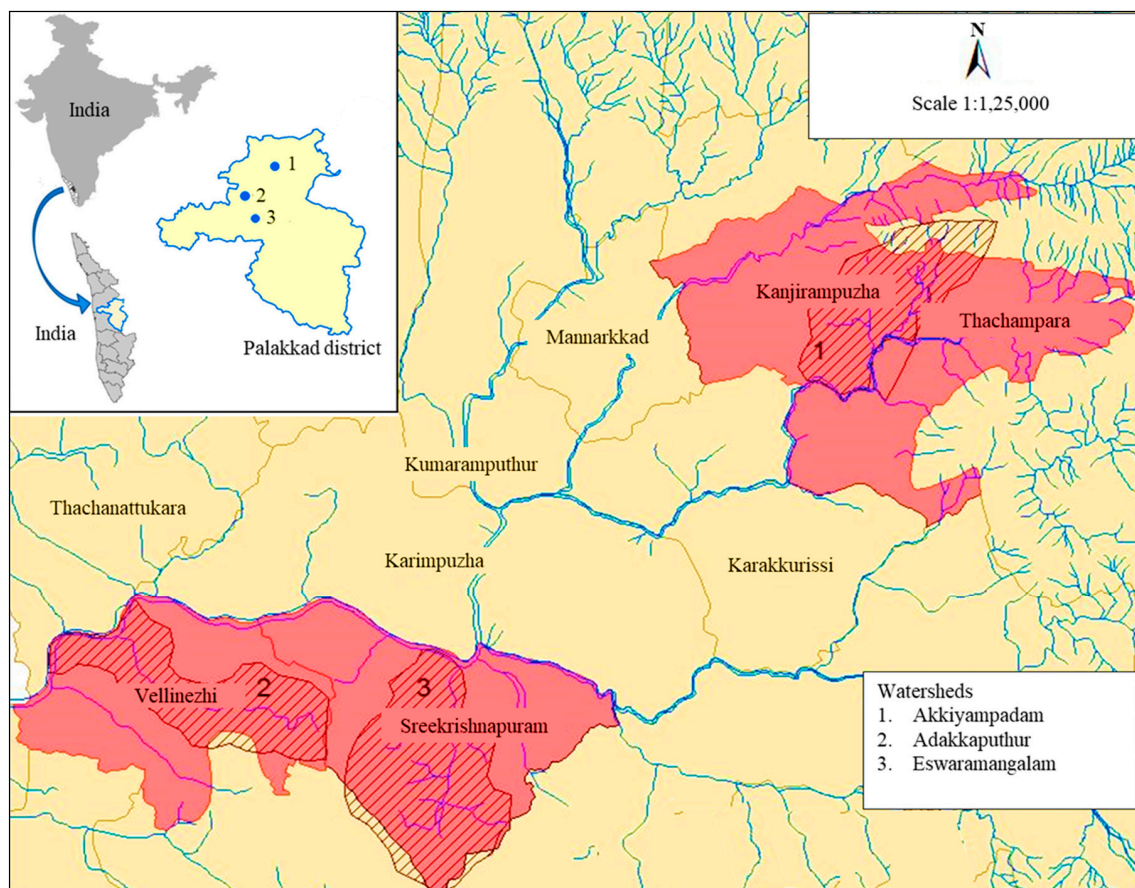 India
India
Palakkad district
1
2
3
N
Scale 1:1,25,000
Kanjirampuzha
Thachampara
1
Mannarkkad
Kumaramputhur
Thachanattukara
Karimpuzha
Karakkurissi
Vellinezhi
2
3
Sreekrishnapuram
Watersheds
1. Akkiyampadam
2. Adakkaputhur
3. Eswaramangalam